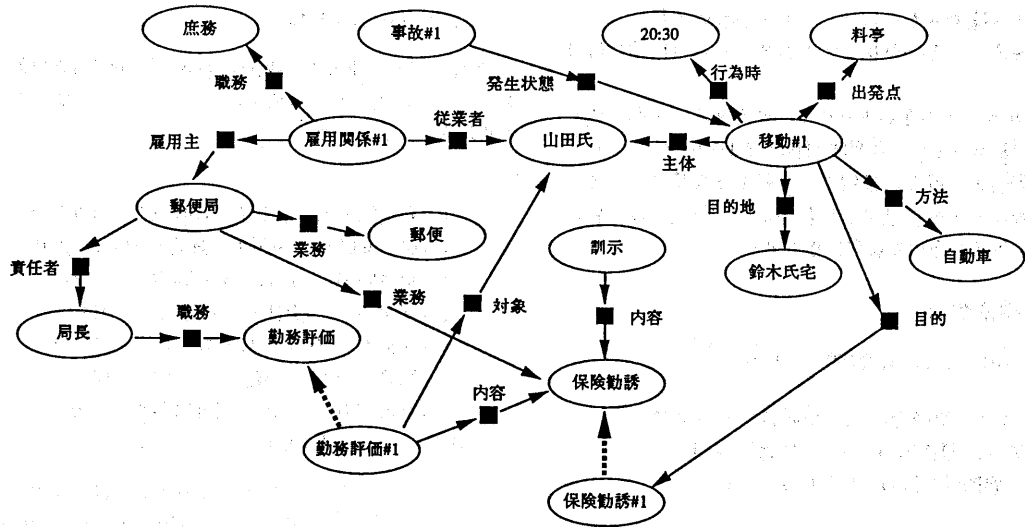 庶務
事故#1
20:30
料亭
職務
発生状態
行為時
出発点
雇用主
雇用関係#1
従業者
山田氏
主体
移動#1
郵便局
業務
郵便
訓示
目的地
方法
自動車
鈴木氏宅
責任者
業務
対象
内容
目的
局長
職務
勤務評価
保険勧誘
内容
勤務評価#1
保険勧誘#1